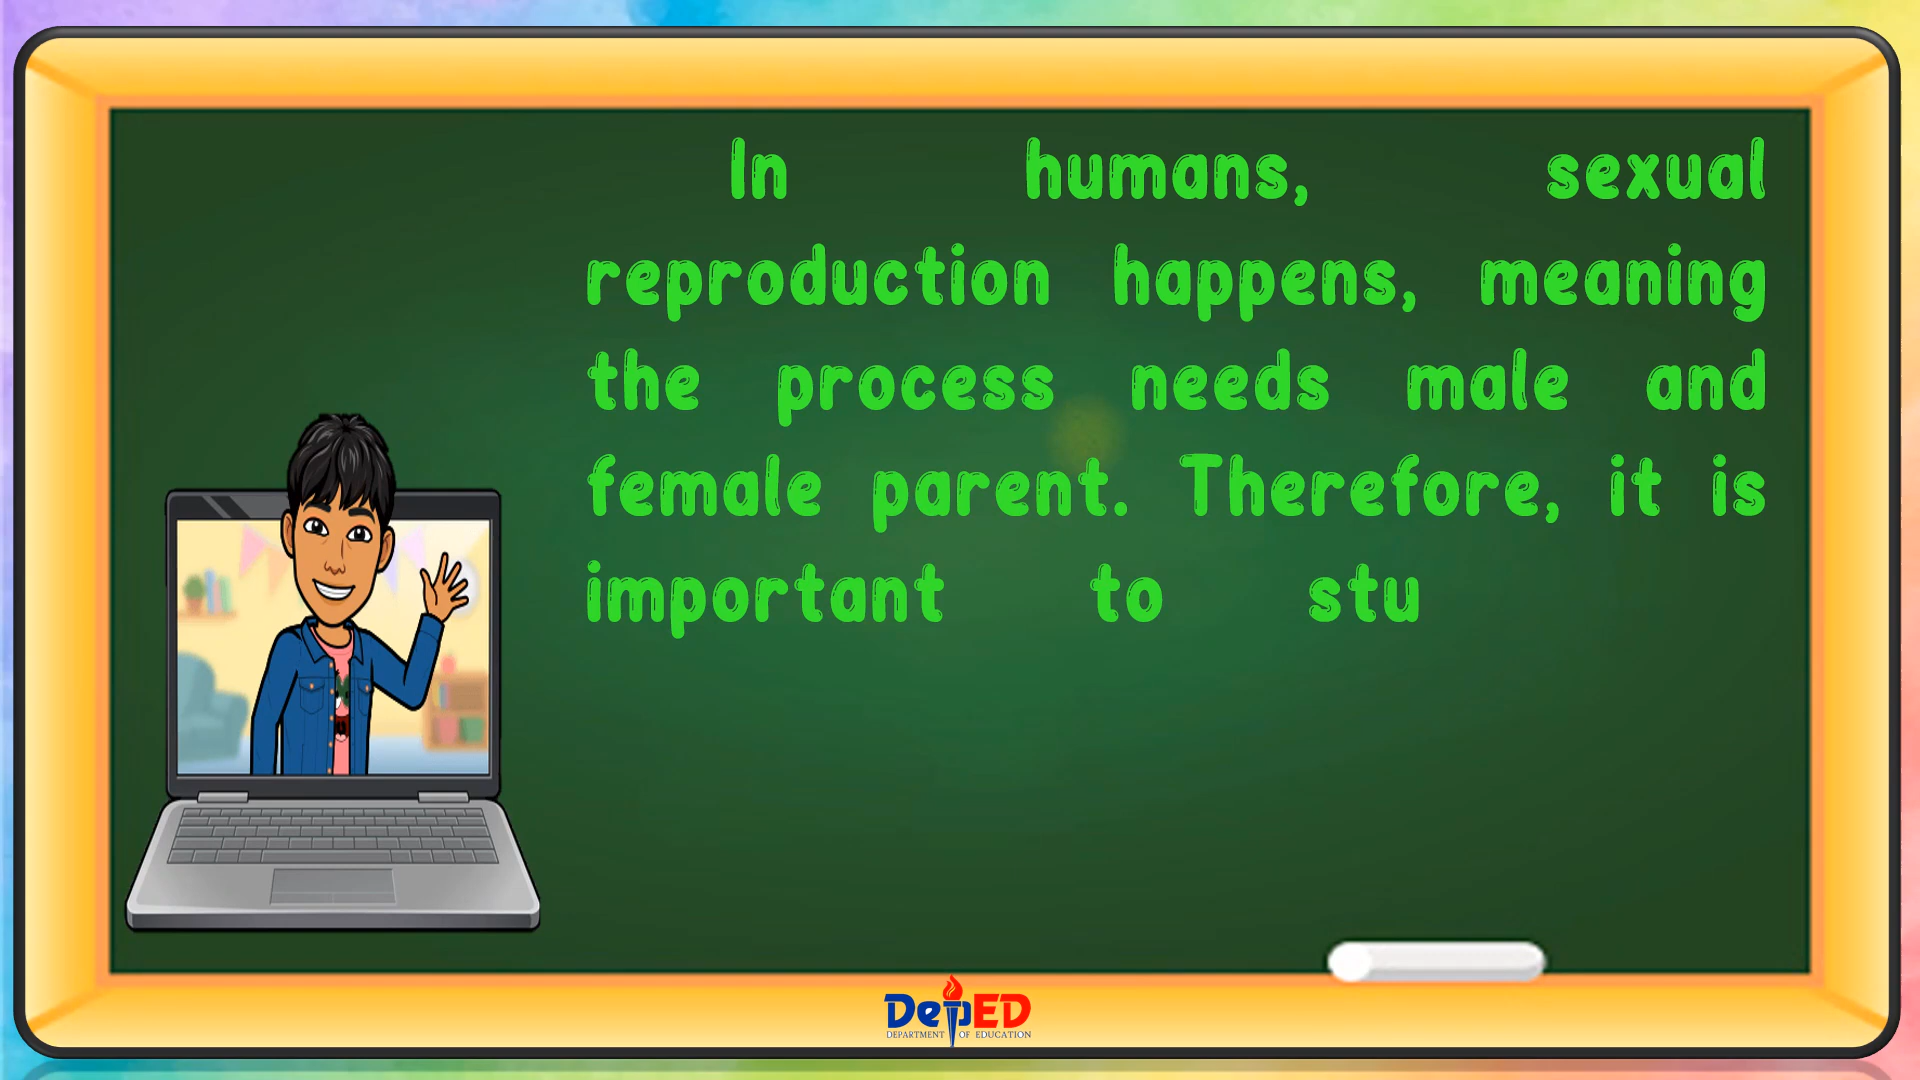 In humans, sexual
reproduction happens, meaning
the process needs male and
female parent. Therefore, it is
important to stu
DepED
DEPARTMENT OF EDUCATION